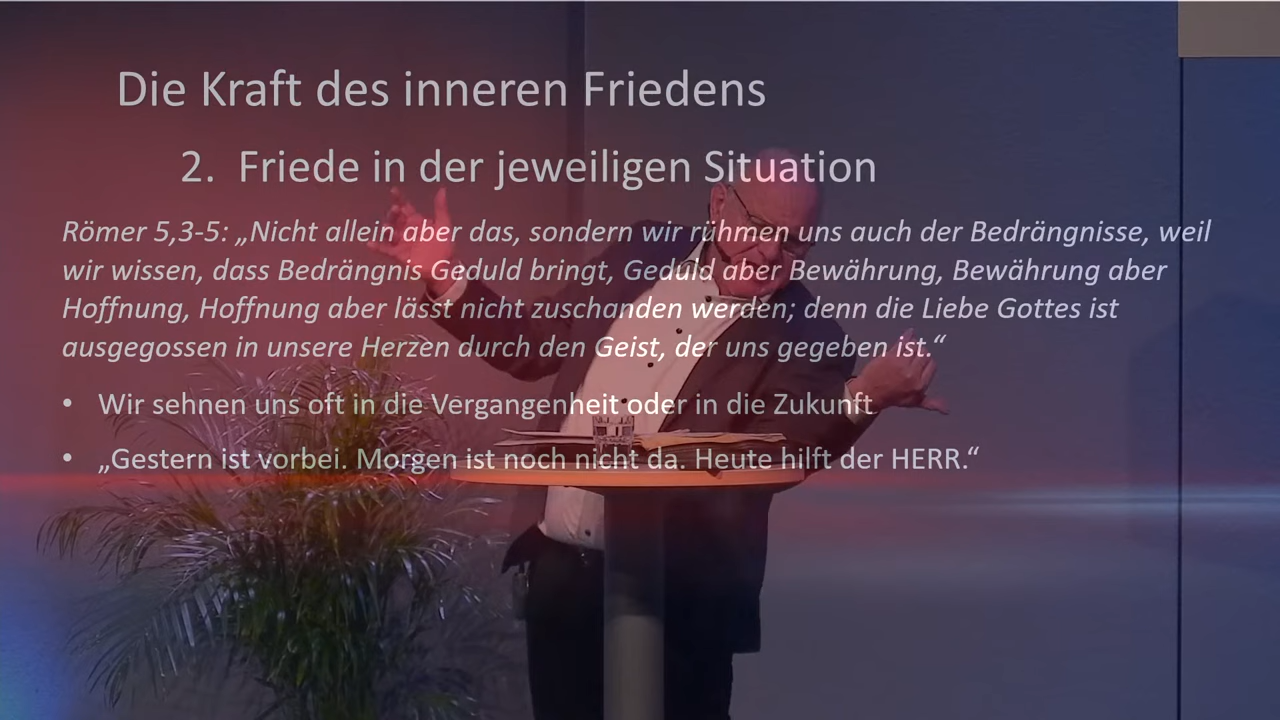 Die Kraft des inneren Friedens
2. Friede in der jeweiligen Situation
Römer 5,3-5: „Nicht allein aber das, sondern wir rühmen uns auch der Bedrängnisse, weil
wir wissen, dass Bedrängnis Geduld bringt, Geduld aber Bewährung, Bewährung aber
Hoffnung, Hoffnung aber lässt nicht zuschanden werden; denn die Liebe Gottes ist
ausgegossen in unsere Herzen durch den Geist, der uns gegeben ist.“
• Wir sehnen uns oft in die Vergangenheit oder in die Zukunft
• „Gestern ist vorbei. Morgen ist noch nicht da. Heute hilft der HERR.“